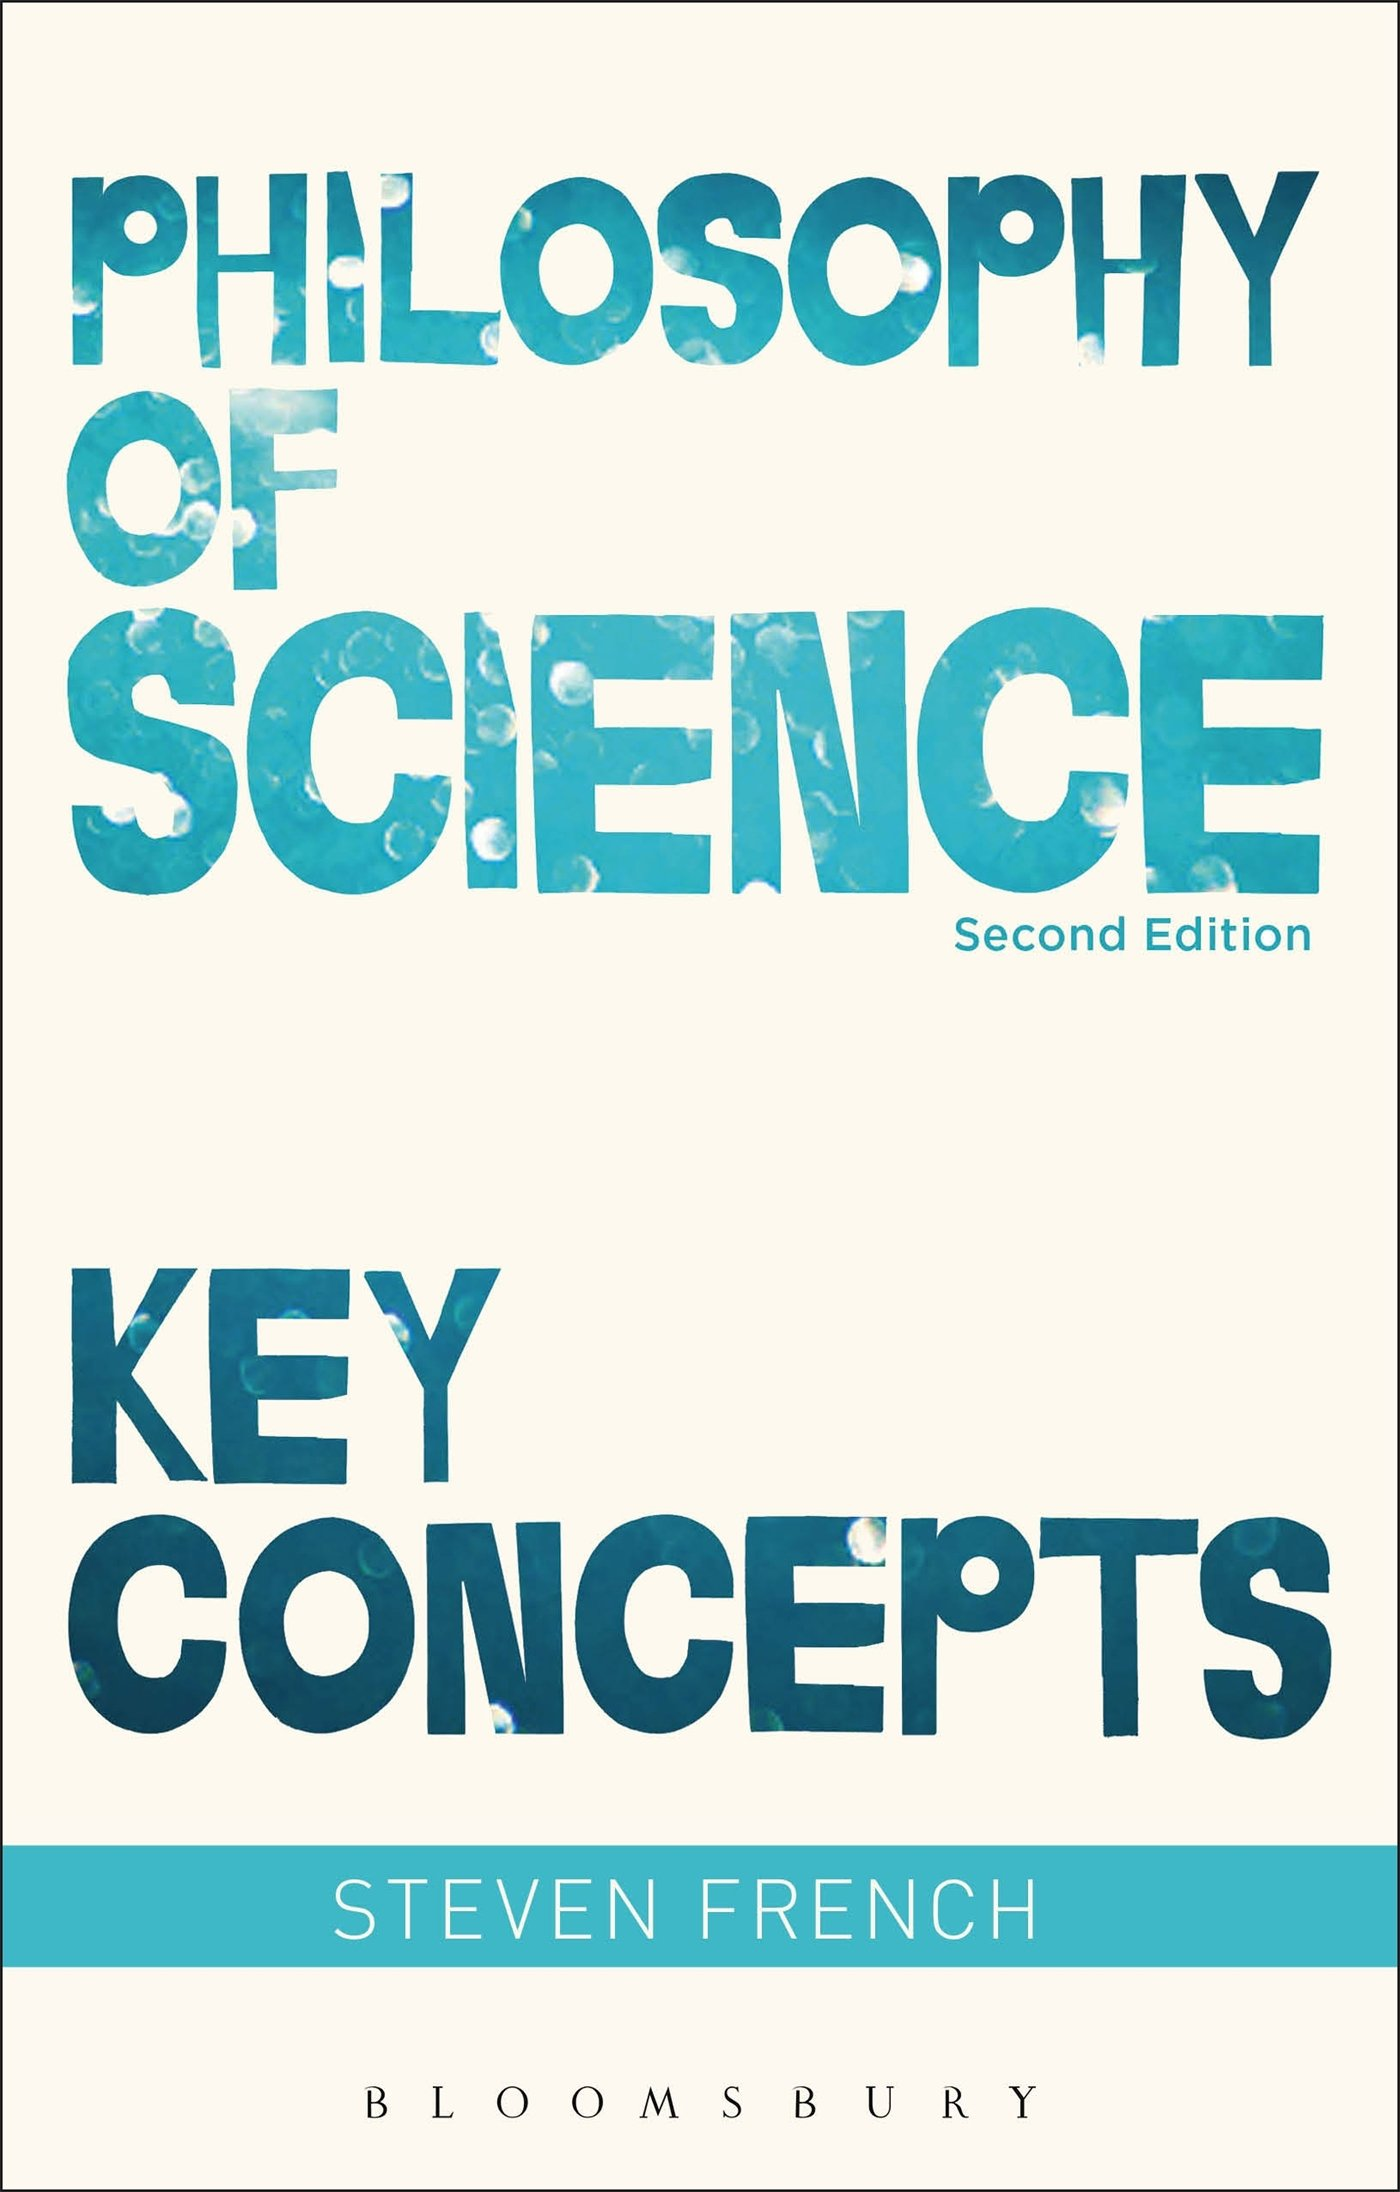 PHILOSOPHY
OF
SCIENCE
Second Edition
KEY
CONCEPTS
STEVEN FRENCH
BLOOMSBURY